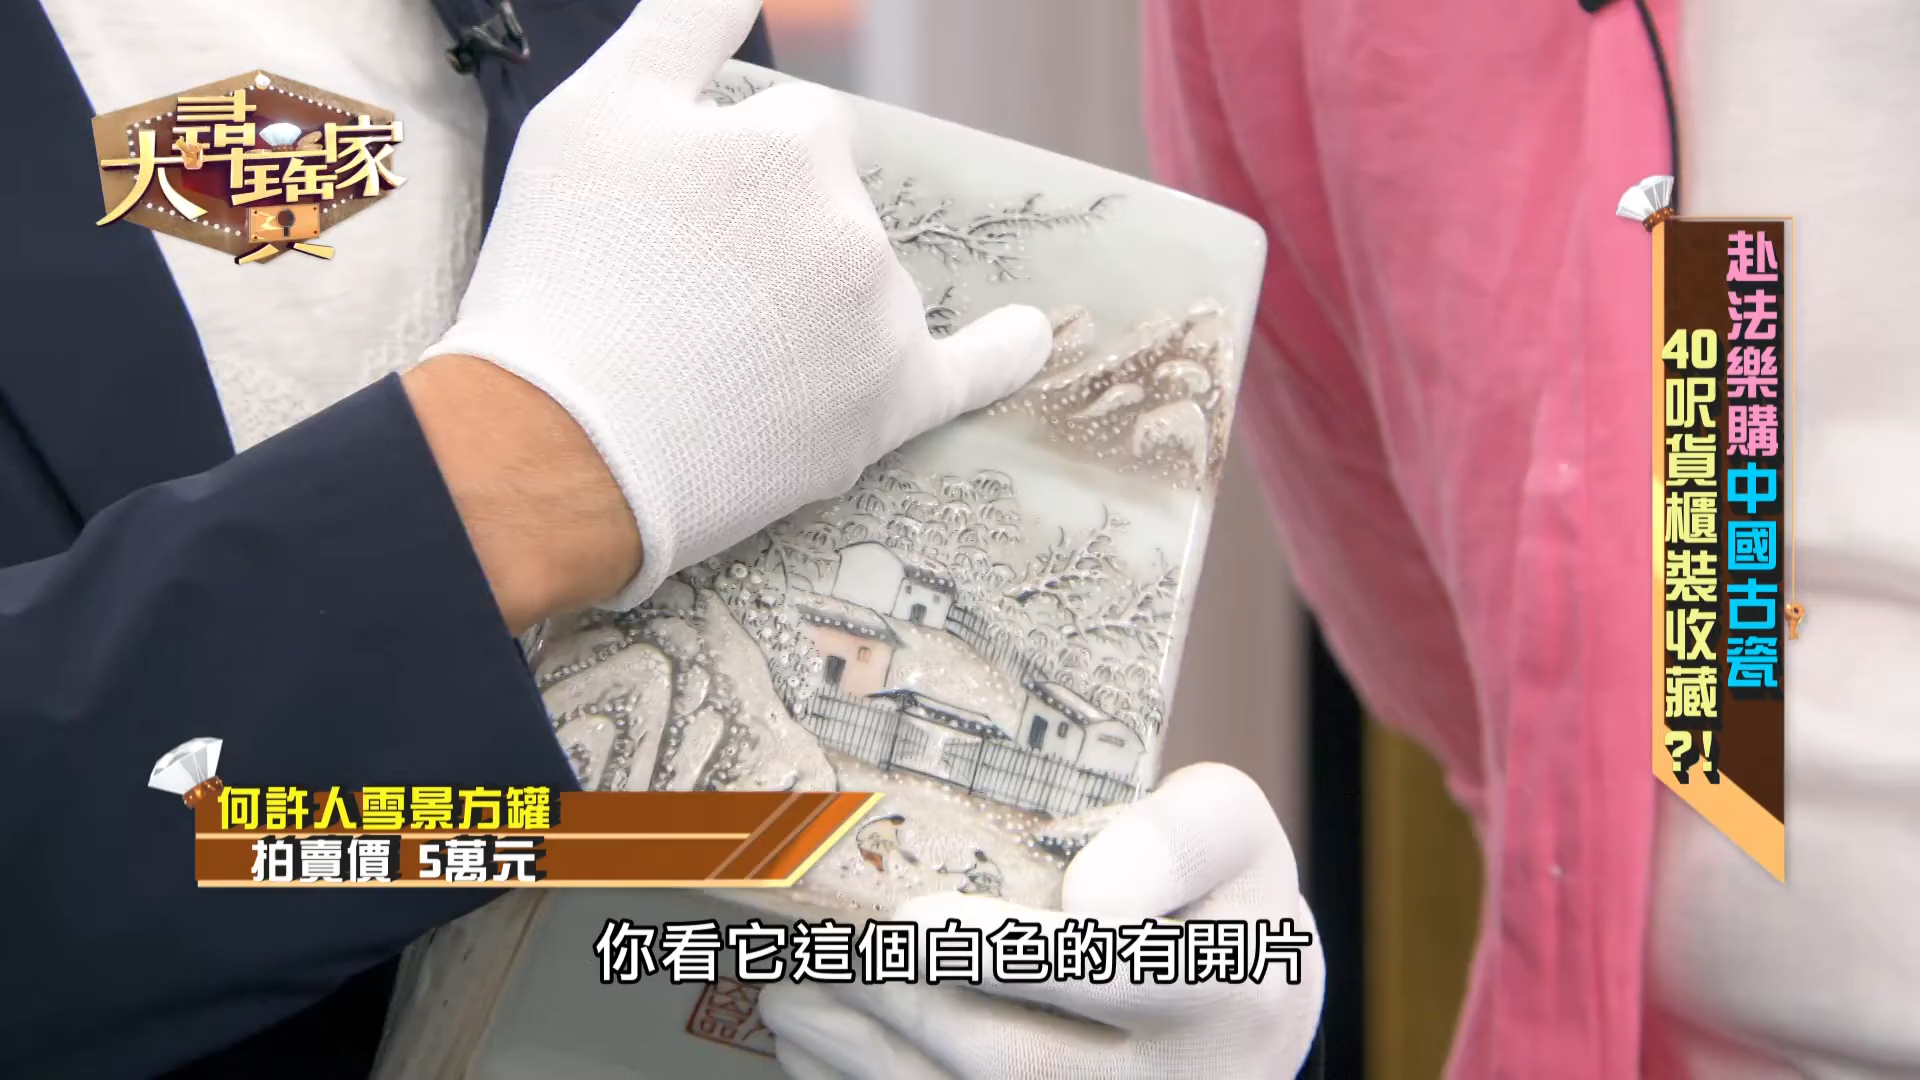 大尋寶家
赴法樂購中國古瓷
40呎貨櫃裝收藏?!
何許人雪景方罐
拍賣價 5萬元
你看它這個白色的有開片